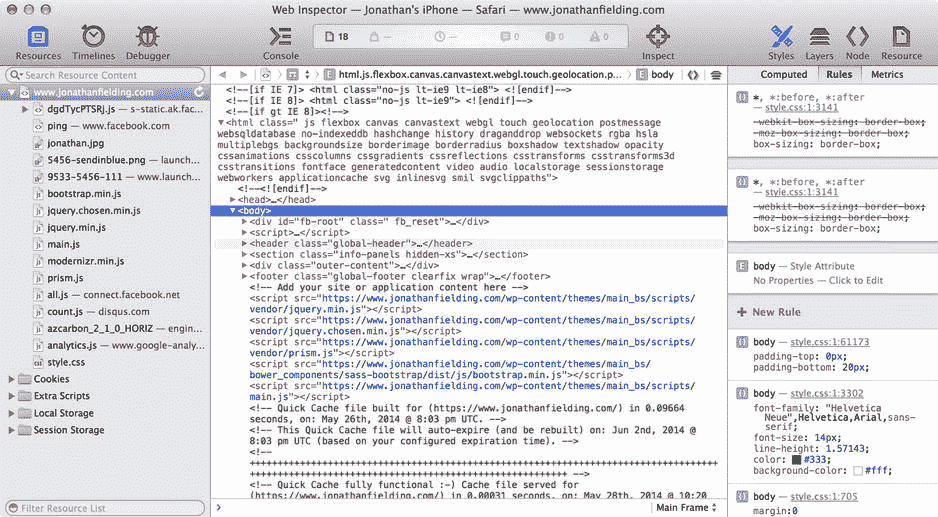 Web Inspector — Jonathan's iPhone — Safari — www.jonathanfielding.com
Resources Timelines Debugger Console 18 — — 0 0 0 Inspect Styles Layers Node Resource
Search Resource Content
html.js.flexbox.canvas.canvastext.webgl.touch.geolocation.p... E body
Computed Rules Metrics
www.jonathanfielding.com
dgdTycPTSRj.js — s-static.ak.fac...
ping — www.facebook.com
jonathan.jpg
5456-sendinblue.png — launch...
9533-5456-111 — www.launch...
bootstrap.min.js
jquery.chosen.min.js
jquery.min.js
main.js
modernizr.min.js
prism.js
all.js — connect.facebook.net
count.js — disqus.com
azcarbon_2_1_0_HORIZ — engin...
analytics.js — www.google-analy...
style.css
Cookies
Extra Scripts
Local Storage
Session Storage
Filter Resource List
<!--[if IE 7]> <html class="no-js lt-ie9 lt-ie8"> <![endif]-->
<!--[if IE 8]> <html class="no-js lt-ie9"> <![endif]-->
<!--[if gt IE 8]><!-->
<html class=" js flexbox canvas canvastext webgl touch geolocation postmessage
websqldatabase no-indexeddb hashchange history draganddrop websockets rgba hsla
multiplebgs backgroundsize borderimage borderradius boxshadow textshadow opacity
cssanimations csscolumns cssgradients cssreflections csstransforms csstransforms3d
csstransitions fontface generatedcontent video audio localstorage sessionstorage
webworkers applicationcache svg inlinesvg smil svgclippaths">
<!--<![endif]-->
<head>…</head>
<body>
<div id="fb-root" class=" fb_reset">…</div>
<script>…</script>
<header class="global-header">…</header>
<section class="info-panels hidden-xs">…</section>
<div class="outer-content">…</div>
<footer class="global-footer clearfix wrap">…</footer>
<!-- Add your site or application content here -->
<script src="https://www.jonathanfielding.com/wp-content/themes/main_bs/scripts/
vendor/jquery.min.js"></script>
<script src="https://www.jonathanfielding.com/wp-content/themes/main_bs/scripts/
vendor/jquery.chosen.min.js"></script>
<script src="https://www.jonathanfielding.com/wp-content/themes/main_bs/scripts/
vendor/prism.js"></script>
<script src="https://www.jonathanfielding.com/wp-content/themes/main_bs/
bower_components/sass-bootstrap/dist/js/bootstrap.min.js"></script>
<script src="https://www.jonathanfielding.com/wp-content/themes/main_bs/scripts/
main.js"></script>
<!-- Quick Cache file built for (https://www.jonathanfielding.com/) in 0.09664
seconds, on: May 26th, 2014 @ 8:03 pm UTC. -->
<!-- This Quick Cache file will auto-expire (and be rebuilt) on: Jun 2nd, 2014 @
8:03 pm UTC (based on your configured expiration time). -->
<!--
++++++++++++++++++++++++++++++++++++++++++++++++++++++++++++++++++++++++++++++++
++++++++++++++++++++++++++++++++++++++++++++++++++ -->
<!-- Quick Cache fully functional :-) Cache file served for
(https://www.jonathanfielding.com/) in 0.00031 seconds, on: May 28th, 2014 @ 10:20
Main Frame
*, *:before, *:after
— style.css:1:3141
-webkit-box-sizing: border-box;
-moz-box-sizing: border-box;
box-sizing: border-box;
*, *:before, *:after
— style.css:1:3141
-webkit-box-sizing: border-box;
-moz-box-sizing: border-box;
box-sizing: border-box;
E body — Style Attribute
No Properties — Click to Edit
+ New Rule
body — style.css:1:61173
padding-top: 0px;
padding-bottom: 20px;
body — style.css:1:3302
font-family: "Helvetica
Neue",Helvetica,Arial,sans-
serif;
font-size: 14px;
line-height: 1.57143;
color: #333;
background-color: #fff;
body — style.css:1:705
margin:0